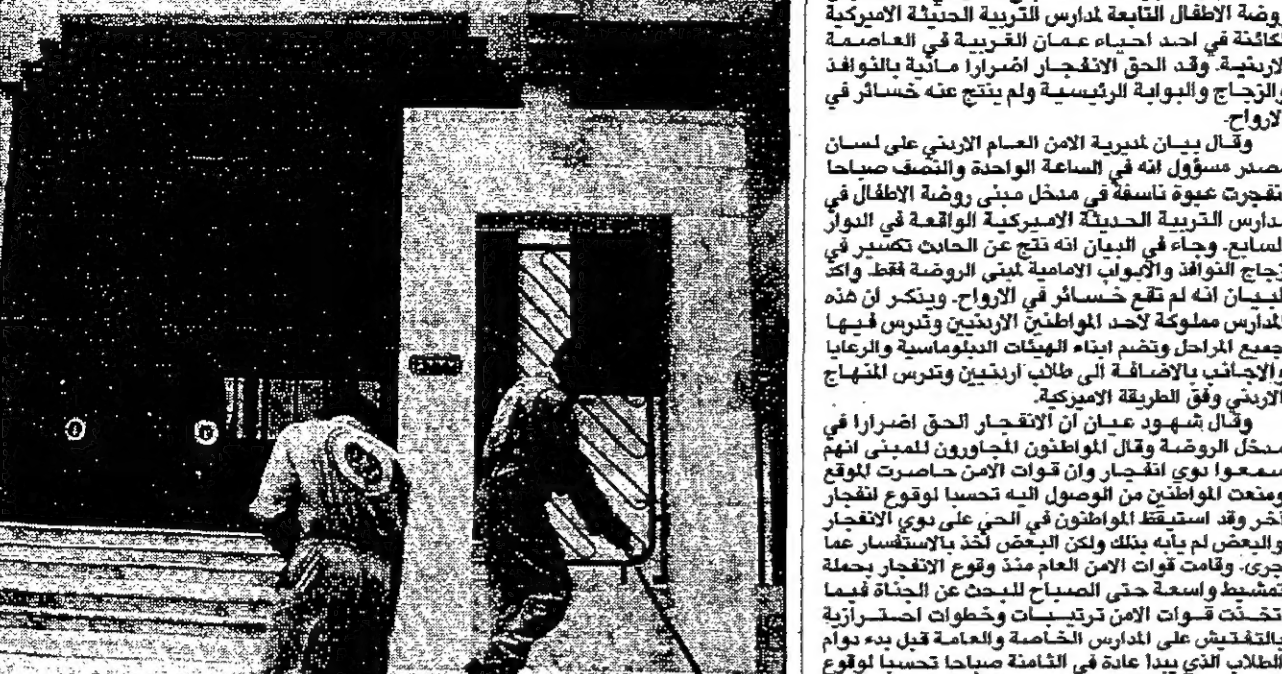 روضة الاطفال التابعة لمدارس التربية الحديثة الاميركية
الكائنة في احد احياء عمان الغربية في العاصمة
الاردنية. وقد الحق الانفجار اضرارا مادية بالنوافذ
والزجاج والبوابة الرئيسية ولم ينتج عنه خسائر في
الارواح.
وقال بيان لمديرية الامن العام الاردني على لسان
مصدر مسؤول انه في الساعة الواحدة والنصف صباحا
انفجرت عبوة ناسفة في مدخل مبنى روضة الاطفال في
مدارس التربية الحديثة الاميركية الواقعة في الدوار
السابع. وجاء في البيان انه نتج عن الحادث تكسير في
زجاج النوافذ والابواب الامامية لمبنى الروضة فقط. واكد
البيان انه لم تقع خسائر في الارواح. ويذكر ان هذه
المدارس مملوكة لاحد المواطنين الاردنيين وتدرس فيها
جميع المراحل وتضم ابناء الهيئات الدبلوماسية والرعايا
والاجانب بالاضافة الى طلاب اردنيين وتدرس المنهاج
الاردني وفق الطريقة الاميركية.
وقال شهود عيان ان الانفجار الحق اضرارا في
مدخل الروضة وقال المواطنون المجاورون للمبنى انهم
سمعوا دوي انفجار وان قوات الامن حاصرت الموقع
ومنعت المواطنين من الوصول اليه تحسبا لوقوع انفجار
آخر وقد استيقظ المواطنون في الحي على دوي الانفجار
والبعض لم يأبه بذلك ولكن البعض اخذ بالاستفسار عما
جرى. وقامت قوات الامن العام منذ وقوع الانفجار بحملة
تمشيط واسعة حتى الصباح للبحث عن الجناة فيما
اتخذت قوات الامن ترتيبات وخطوات احترازية
بالتفتيش على المدارس الخاصة والعامة قبل بدء دوام
الطلاب الذي يبدأ عادة في الثامنة صباحا تحسبا لوقوع